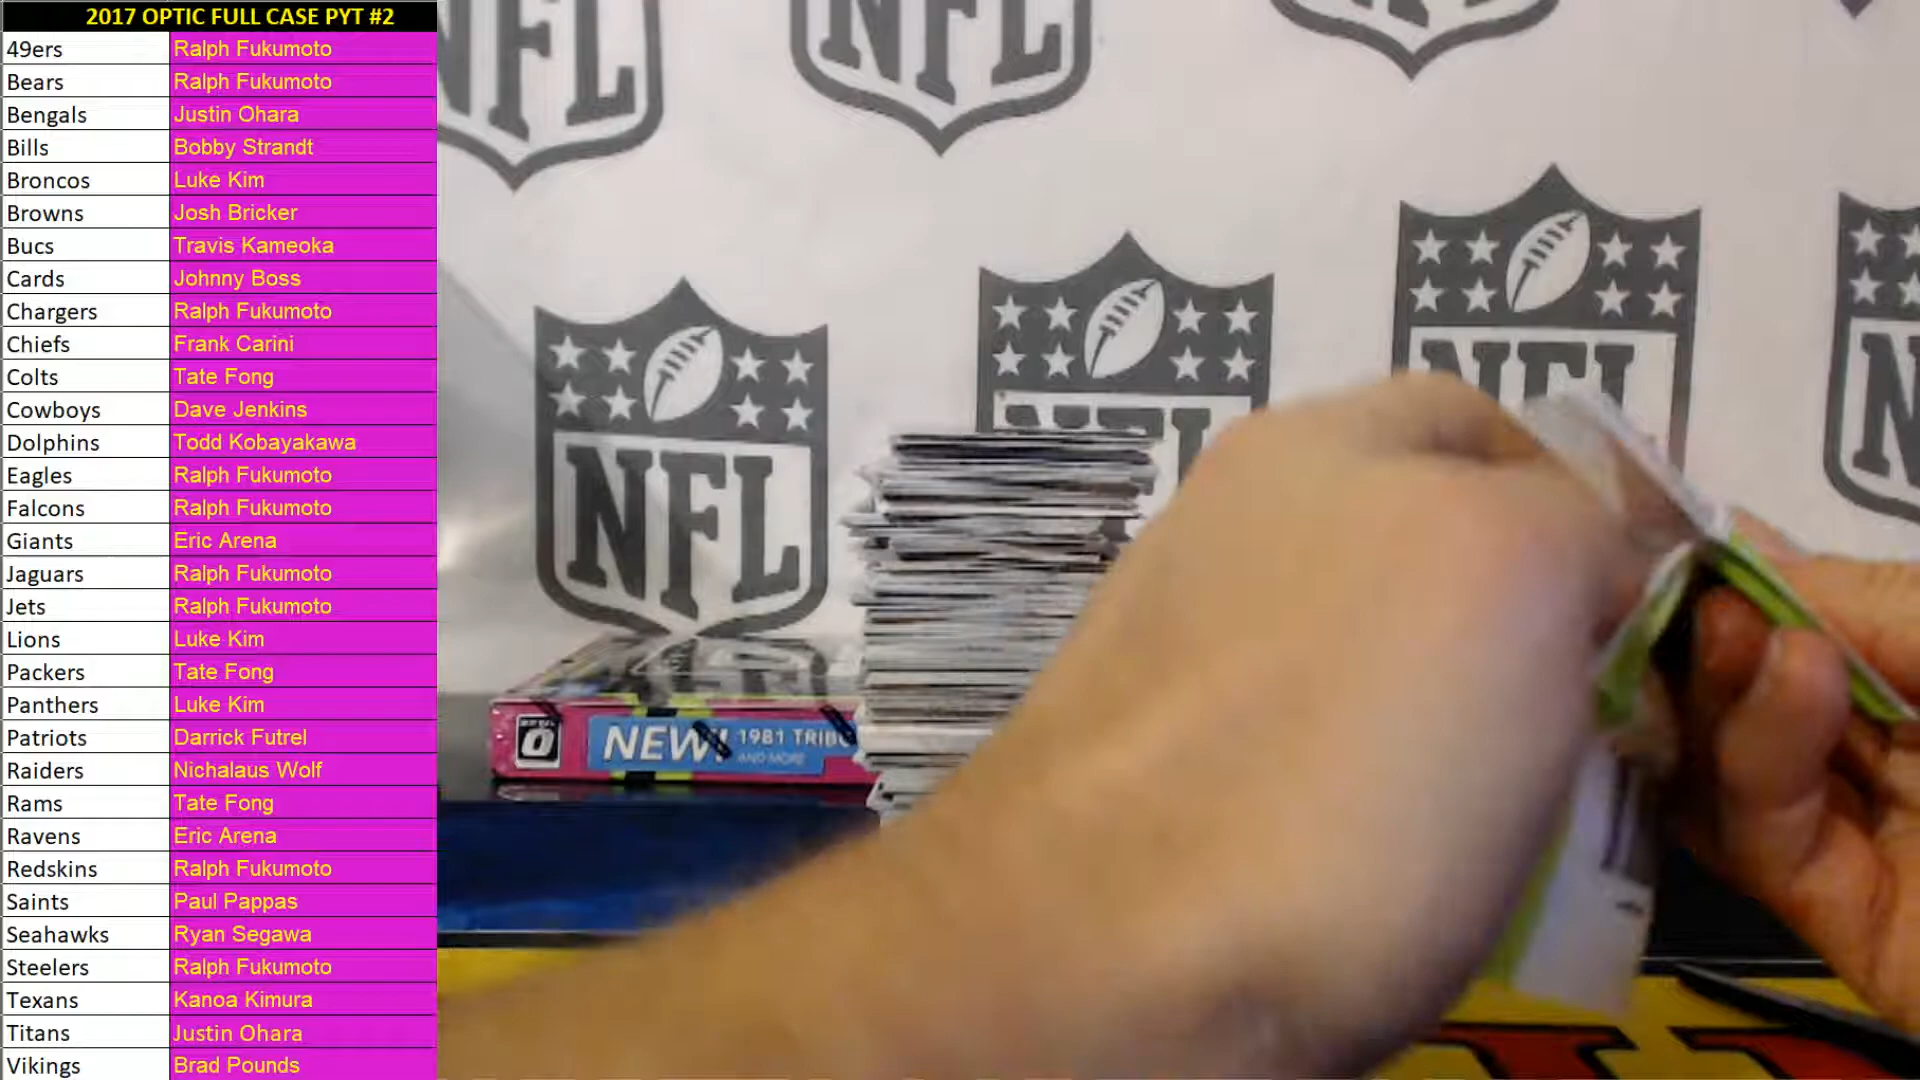 2017 OPTIC FULL CASE PYT #2
49ers Ralph Fukumoto
Bears Ralph Fukumoto
Bengals Justin Ohara
Bills Bobby Strandt
Broncos Luke Kim
Browns Josh Bricker
Bucs Travis Kameoka
Cards Johnny Boss
Chargers Ralph Fukumoto
Chiefs Frank Carini
Colts Tate Fong
Cowboys Dave Jenkins
Dolphins Todd Kobayakawa
Eagles Ralph Fukumoto
Falcons Ralph Fukumoto
Giants Eric Arena
Jaguars Ralph Fukumoto
Jets Ralph Fukumoto
Lions Luke Kim
Packers Tate Fong
Panthers Luke Kim
Patriots Darrick Futrel
Raiders Nichalaus Wolf
Rams Tate Fong
Ravens Eric Arena
Redskins Ralph Fukumoto
Saints Paul Pappas
Seahawks Ryan Segawa
Steelers Ralph Fukumoto
Texans Kanoa Kimura
Titans Justin Ohara
Vikings Brad Pounds
NFL
NFL
NFL
NFL
NFL
NEW! 1981 TRIBU
AND MORE